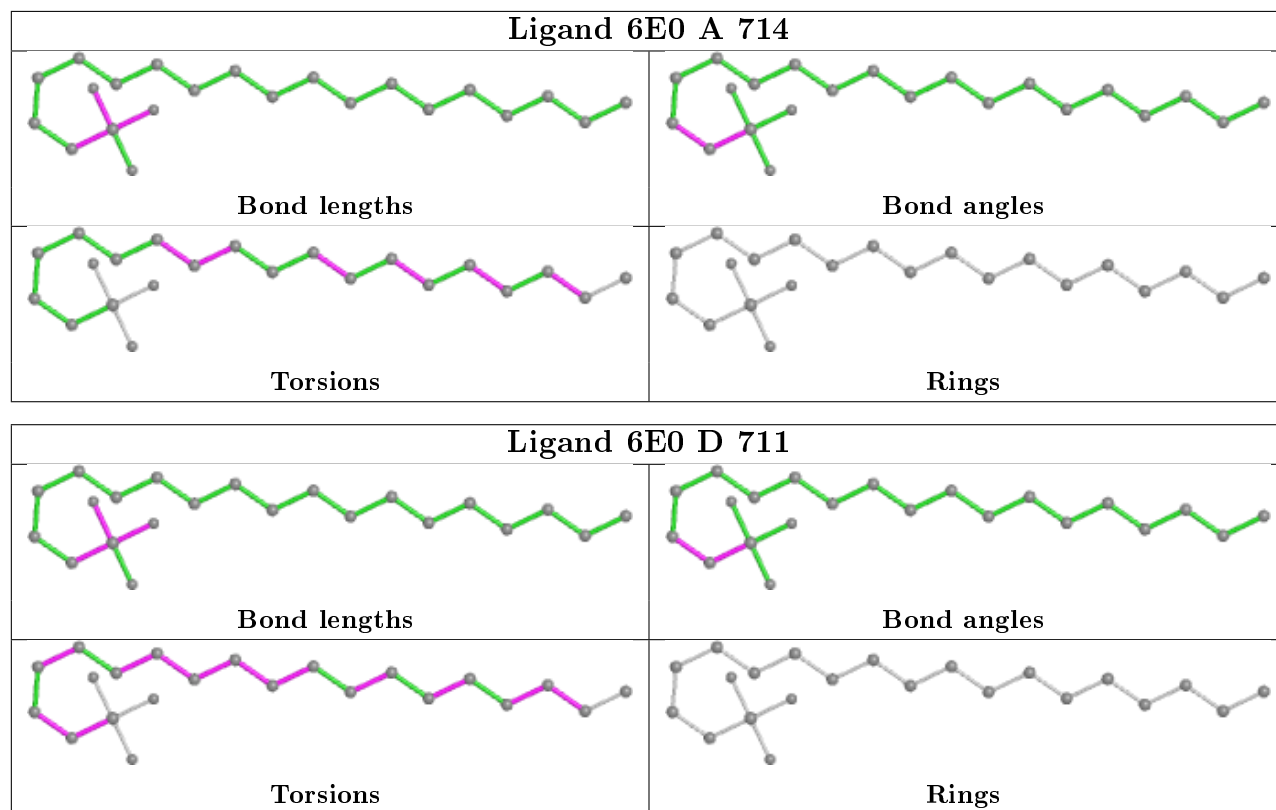 Ligand 6E0 A 714
Bond lengths
Bond angles
Torsions
Rings
Ligand 6E0 D 711
Bond lengths
Bond angles
Torsions
Rings